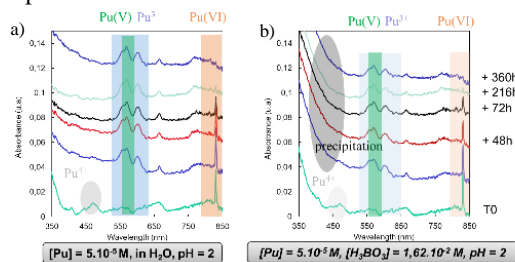 a)
Pu(V) Pu³ Pu(VI)
0,14
0,12
0,1
0,08
0,06
0,04
0,02
0
Absorbance (u.a)
Pu⁴⁺
350 450 550 650 750 850
Wavelength (nm)
[Pu] = 5.10⁻⁵ M, in H₂O, pH = 2
b)
Pu(V) Pu³⁺ Pu(VI)
0,14
0,12
0,1
0,08
0,06
0,04
0,02
0
Absorbance (u.a)
precipitation
Pu⁴⁺
+ 360h
+ 216h
+ 72h
+ 48h
T0
350 450 550 650 750 850
Wavelength (nm)
[Pu] = 5.10⁻⁵ M, [H₃BO₃] = 1,62.10⁻² M, pH = 2